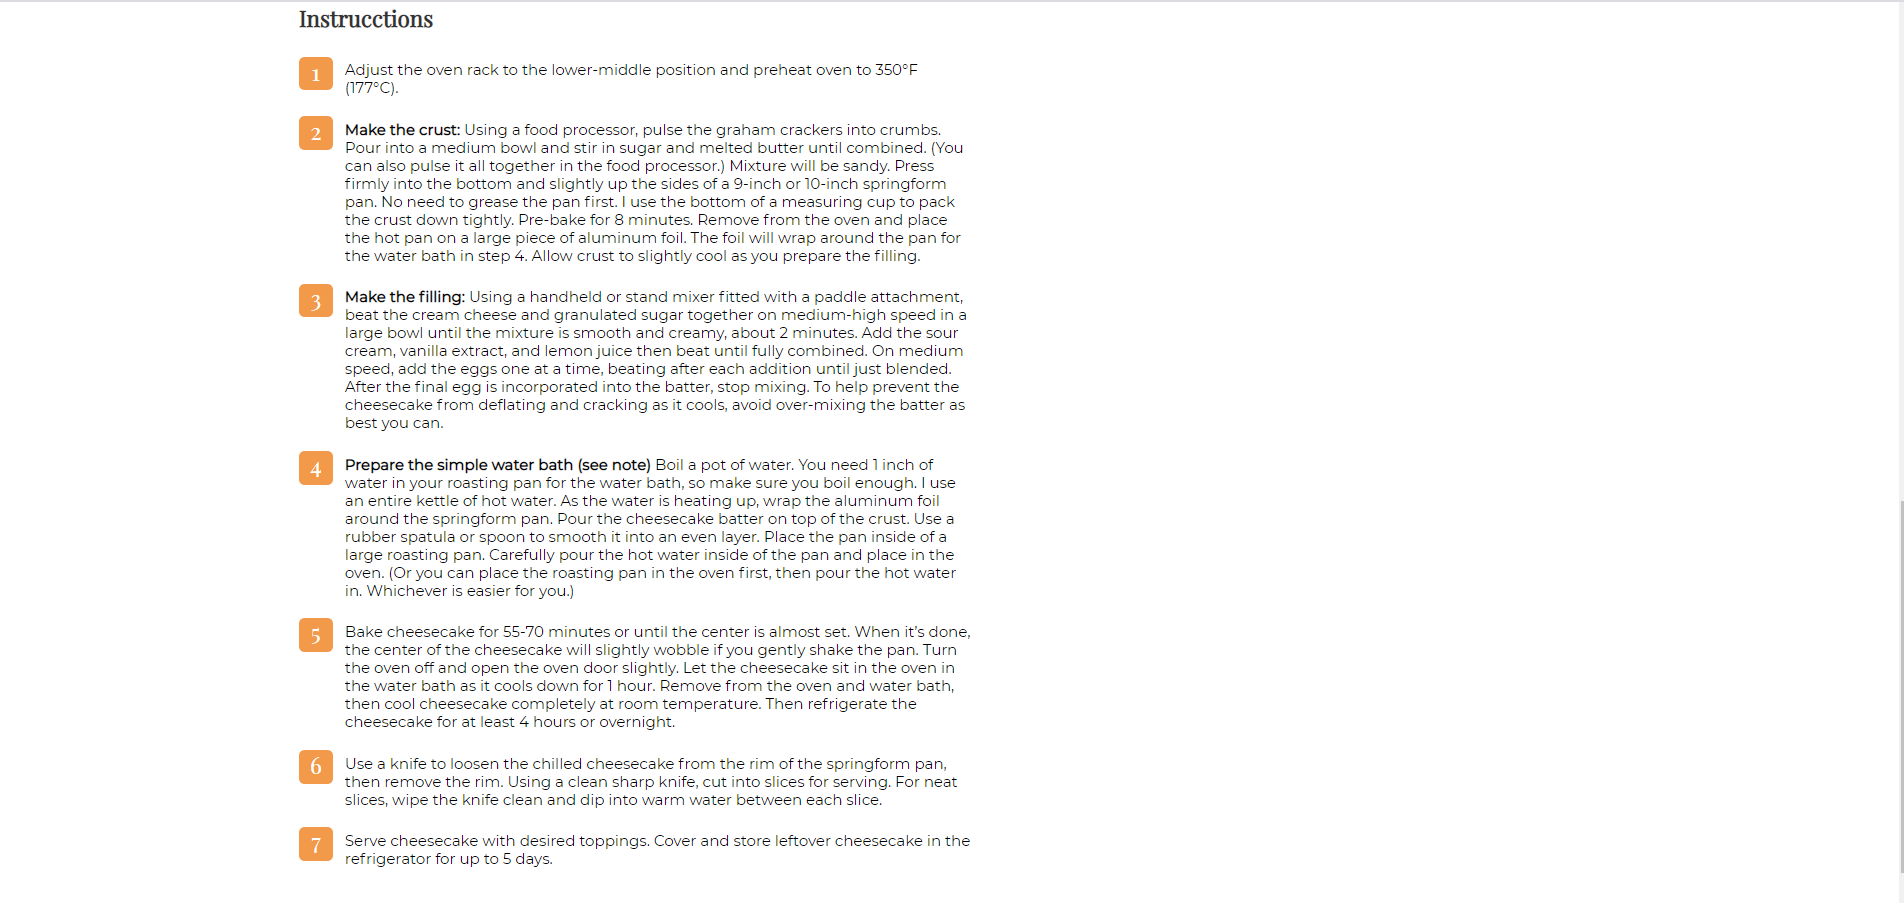 Instrucctions
1
Adjust the oven rack to the lower-middle position and preheat oven to 350°F
(177°C).
2
Make the crust: Using a food processor, pulse the graham crackers into crumbs.
Pour into a medium bowl and stir in sugar and melted butter until combined. (You
can also pulse it all together in the food processor.) Mixture will be sandy. Press
firmly into the bottom and slightly up the sides of a 9-inch or 10-inch springform
pan. No need to grease the pan first. I use the bottom of a measuring cup to pack
the crust down tightly. Pre-bake for 8 minutes. Remove from the oven and place
the hot pan on a large piece of aluminum foil. The foil will wrap around the pan for
the water bath in step 4. Allow crust to slightly cool as you prepare the filling.
3
Make the filling: Using a handheld or stand mixer fitted with a paddle attachment,
beat the cream cheese and granulated sugar together on medium-high speed in a
large bowl until the mixture is smooth and creamy, about 2 minutes. Add the sour
cream, vanilla extract, and lemon juice then beat until fully combined. On medium
speed, add the eggs one at a time, beating after each addition until just blended.
After the final egg is incorporated into the batter, stop mixing. To help prevent the
cheesecake from deflating and cracking as it cools, avoid over-mixing the batter as
best you can.
4
Prepare the simple water bath (see note) Boil a pot of water. You need 1 inch of
water in your roasting pan for the water bath, so make sure you boil enough. I use
an entire kettle of hot water. As the water is heating up, wrap the aluminum foil
around the springform pan. Pour the cheesecake batter on top of the crust. Use a
rubber spatula or spoon to smooth it into an even layer. Place the pan inside of a
large roasting pan. Carefully pour the hot water inside of the pan and place in the
oven. (Or you can place the roasting pan in the oven first, then pour the hot water
in. Whichever is easier for you.)
5
Bake cheesecake for 55-70 minutes or until the center is almost set. When it’s done,
the center of the cheesecake will slightly wobble if you gently shake the pan. Turn
the oven off and open the oven door slightly. Let the cheesecake sit in the oven in
the water bath as it cools down for 1 hour. Remove from the oven and water bath,
then cool cheesecake completely at room temperature. Then refrigerate the
cheesecake for at least 4 hours or overnight.
6
Use a knife to loosen the chilled cheesecake from the rim of the springform pan,
then remove the rim. Using a clean sharp knife, cut into slices for serving. For neat
slices, wipe the knife clean and dip into warm water between each slice.
7
Serve cheesecake with desired toppings. Cover and store leftover cheesecake in the
refrigerator for up to 5 days.